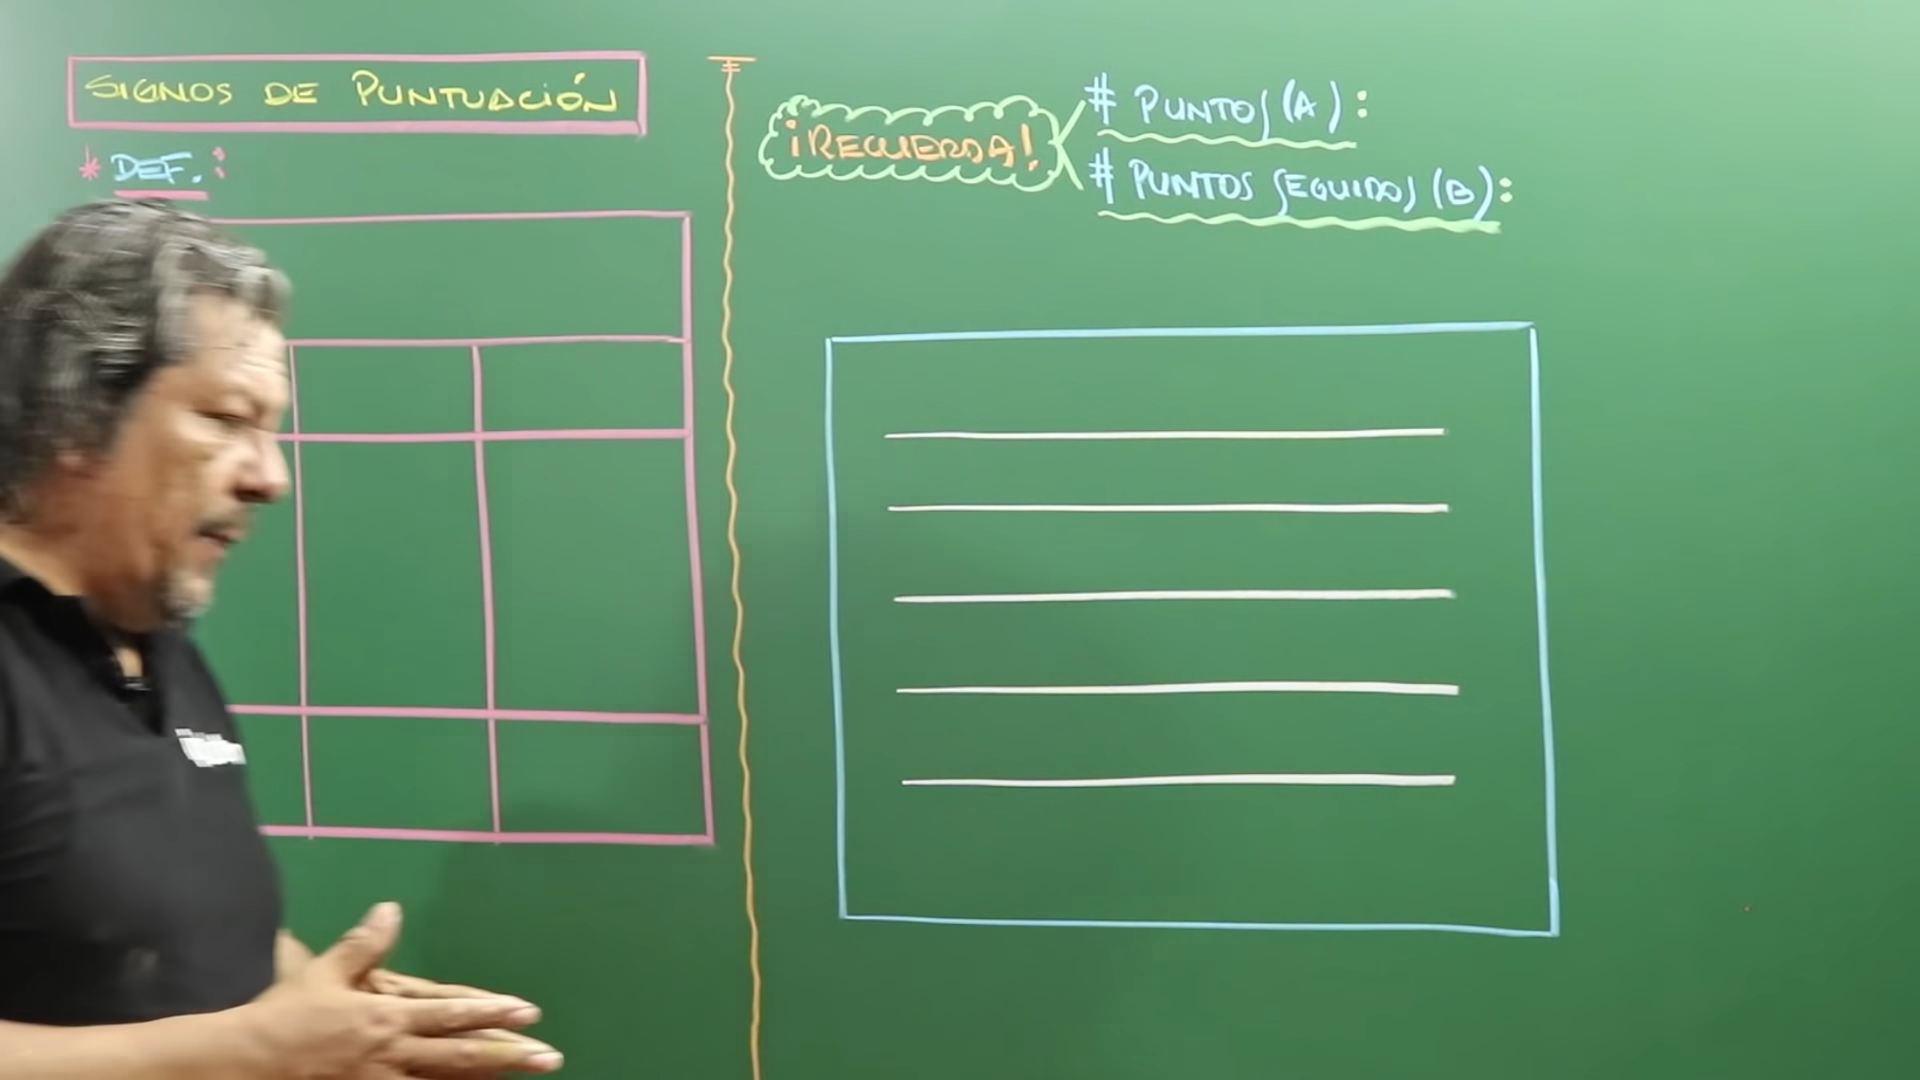 SIGNOS DE PUNTUACIÓN
* DEF.:
¡RECUERDA!
# PUNTOS (A):
# PUNTOS SEGUIDOS (B):